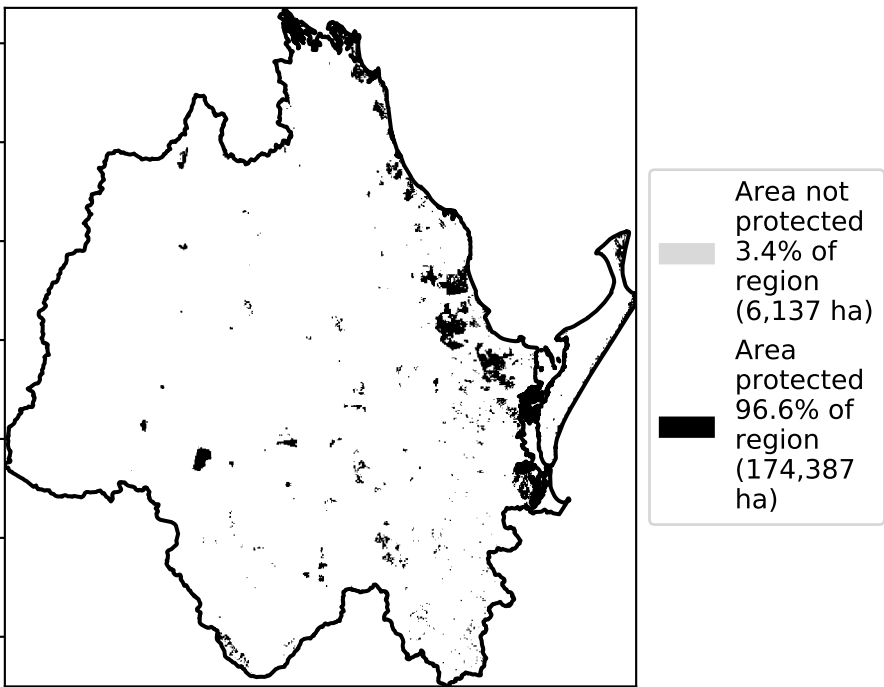 Area not
protected
3.4% of
region
(6,137 ha)
Area
protected
96.6% of
region
(174,387
ha)